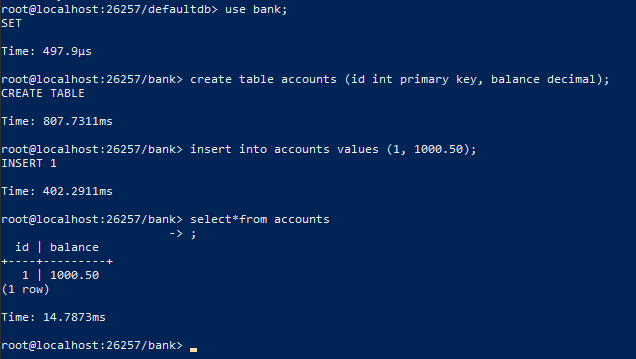 root@localhost:26257/defaultdb> use bank;
SET
Time: 497.9µs
root@localhost:26257/bank> create table accounts (id int primary key, balance decimal);
CREATE TABLE
Time: 807.7311ms
root@localhost:26257/bank> insert into accounts values (1, 1000.50);
INSERT 1
Time: 402.2911ms
root@localhost:26257/bank> select*from accounts
-> ;
id | balance
+----+---------+
1 | 1000.50
(1 row)
Time: 14.7873ms
root@localhost:26257/bank>